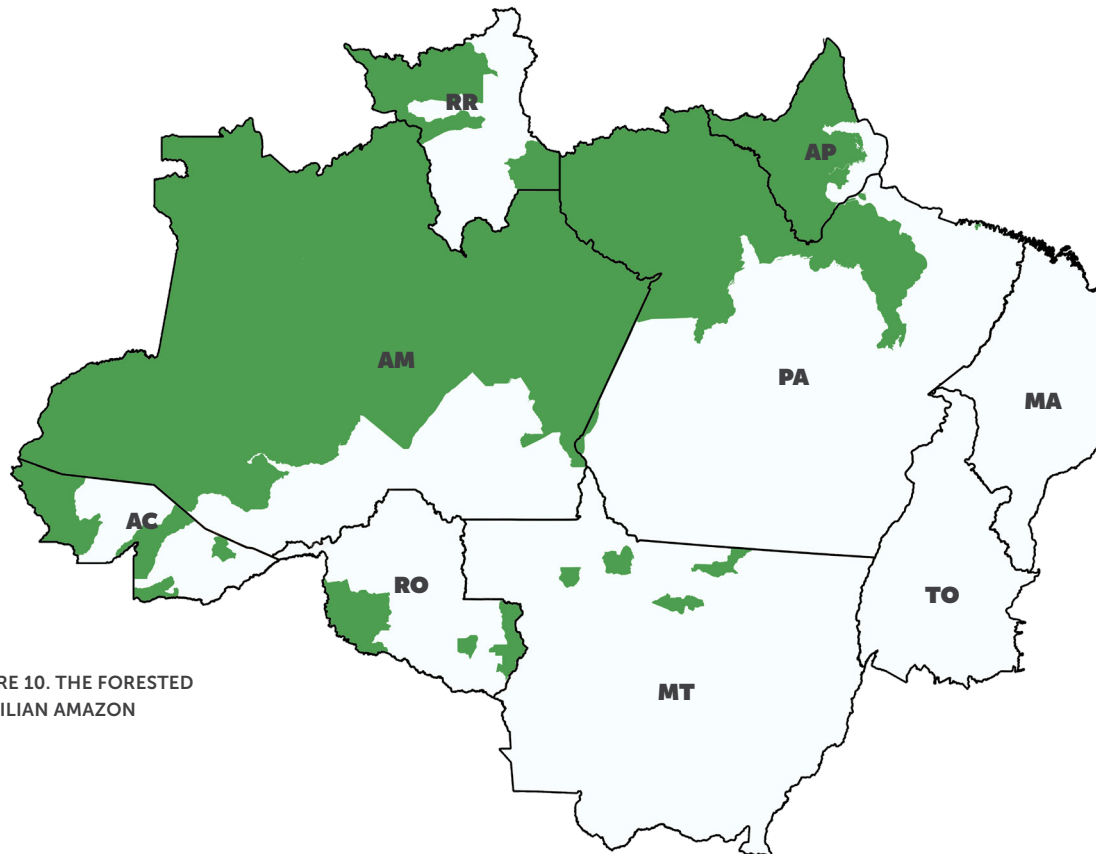 RR
AP
AM
PA
MA
AC
RO
TO
RE 10. THE FORESTED
ILIAN AMAZON
MT